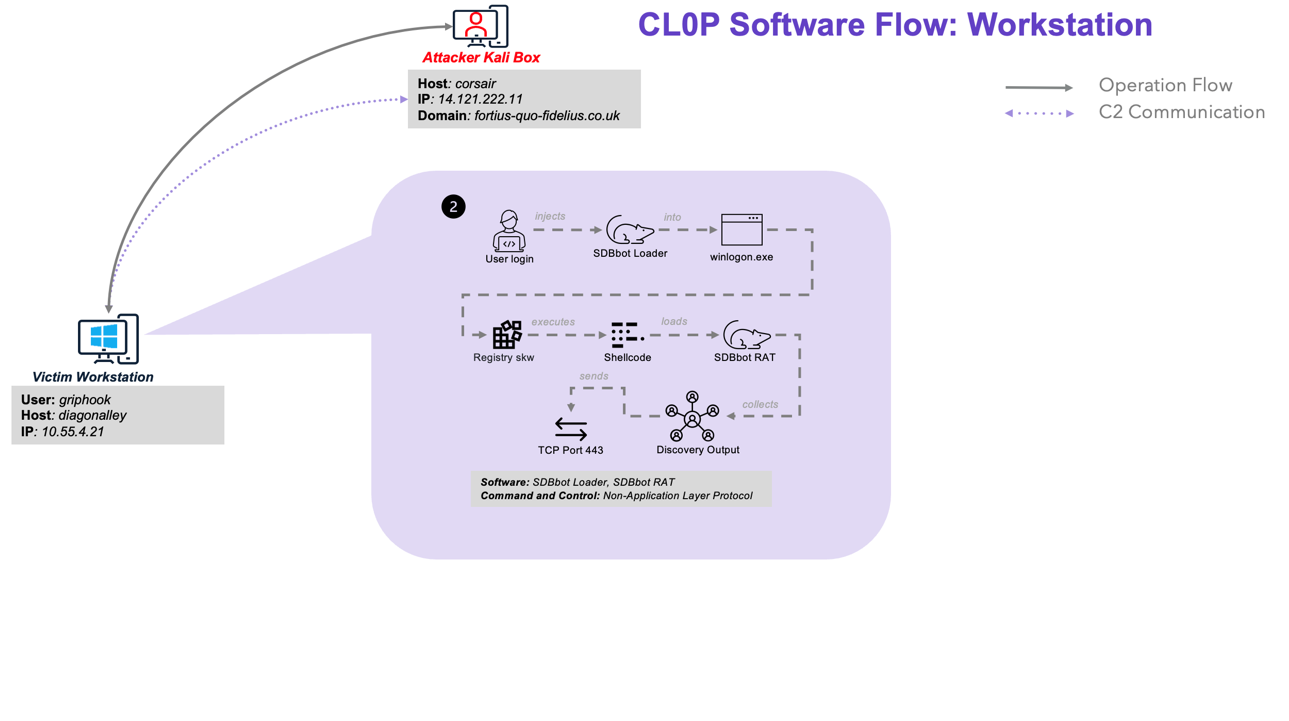 CL0P Software Flow: Workstation
Attacker Kali Box
Host: corsair
IP: 14.121.222.11
Domain: fortius-quo-fidelius.co.uk
Operation Flow
C2 Communication
2
injects
into
User login
SDBbot Loader
winlogon.exe
executes
loads
Registry skw
Shellcode
SDBbot RAT
sends
collects
TCP Port 443
Discovery Output
Software: SDBbot Loader, SDBbot RAT
Command and Control: Non-Application Layer Protocol
Victim Workstation
User: griphook
Host: diagonalley
IP: 10.55.4.21